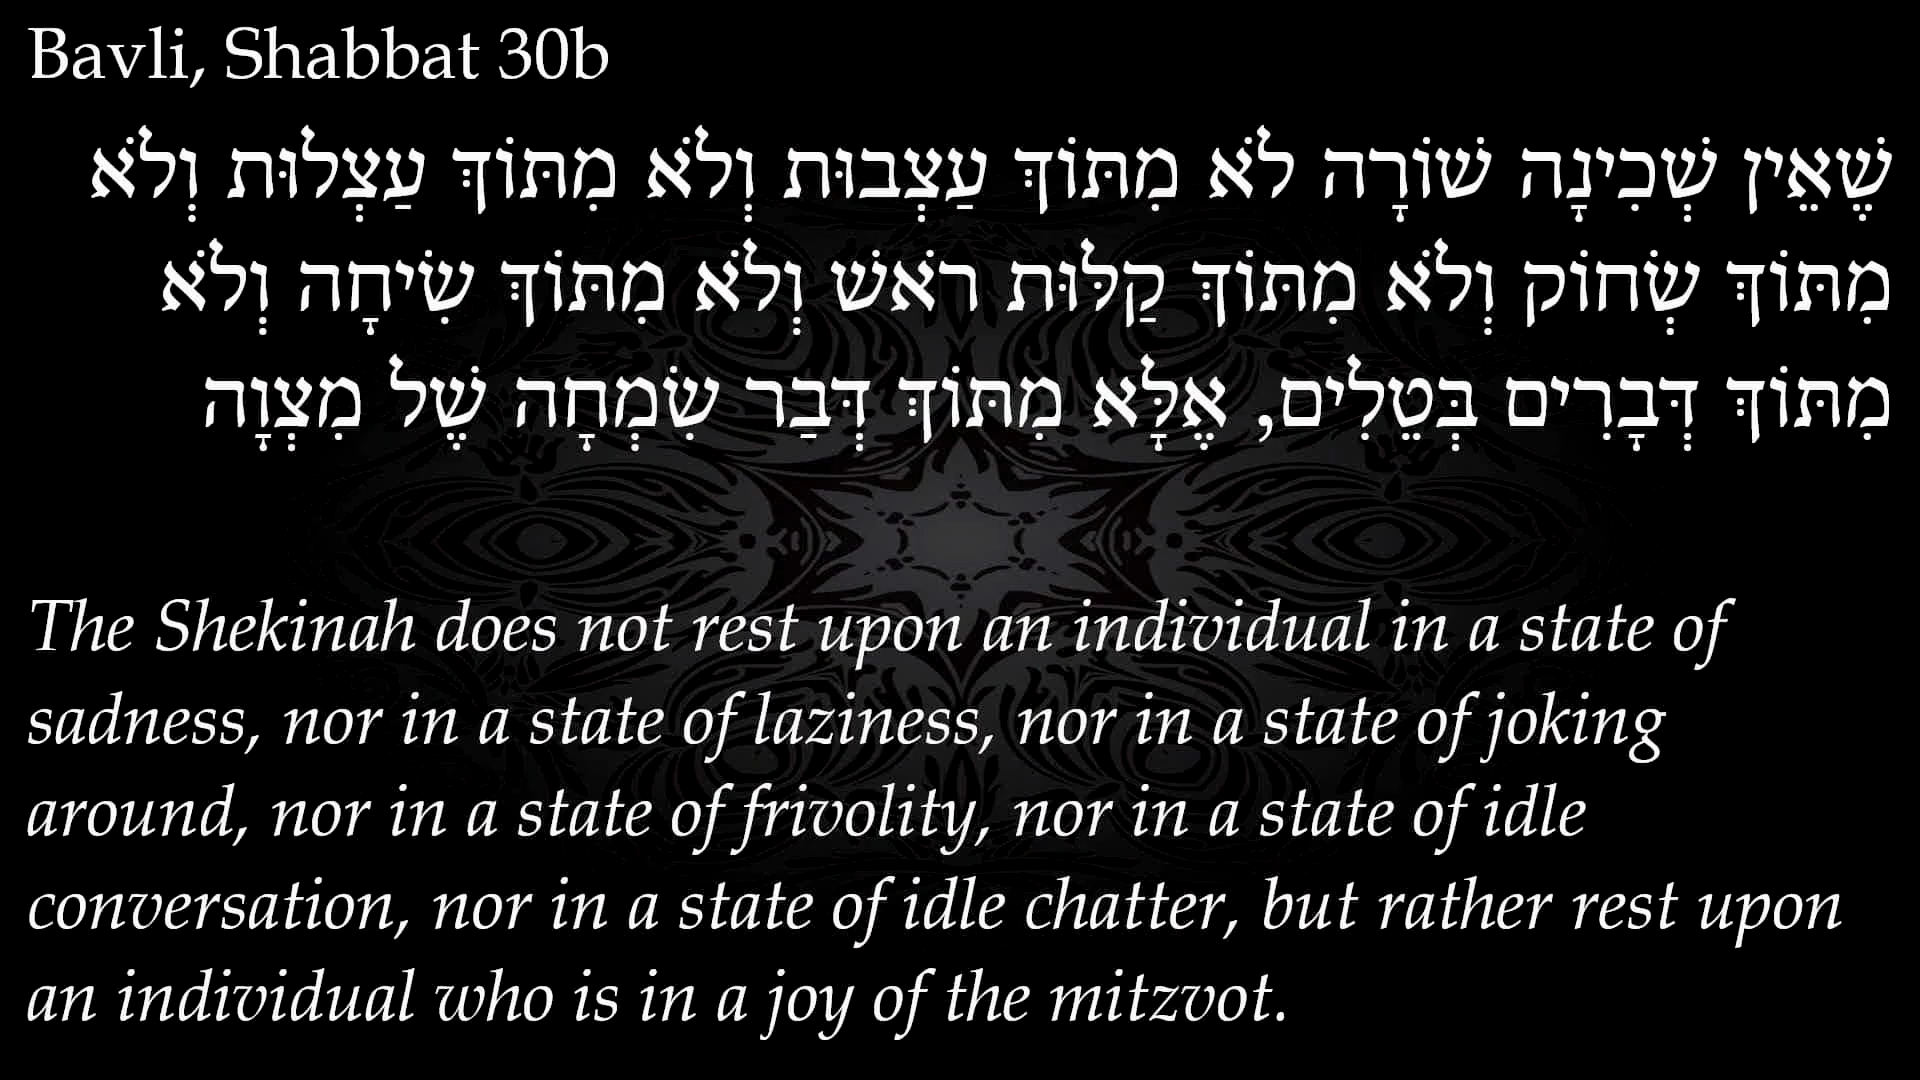 Bavli, Shabbat 30b
שֶׁאֵין שְׁכִינָה שׁוֹרָה לֹא מִתּוֹךְ עַצְבוּת וְלֹא מִתּוֹךְ עַצְלוּת וְלֹא
מִתּוֹךְ שְׂחוֹק וְלֹא מִתּוֹךְ קַלּוּת רֹאשׁ וְלֹא מִתּוֹךְ שִׂיחָה וְלֹא
מִתּוֹךְ דְּבָרִים בְּטֵלִים, אֶלָּא מִתּוֹךְ דְּבַר שִׂמְחָה שֶׁל מִצְוָה
The Shekinah does not rest upon an individual in a state of
sadness, nor in a state of laziness, nor in a state of joking
around, nor in a state of frivolity, nor in a state of idle
conversation, nor in a state of idle chatter, but rather rest upon
an individual who is in a joy of the mitzvot.